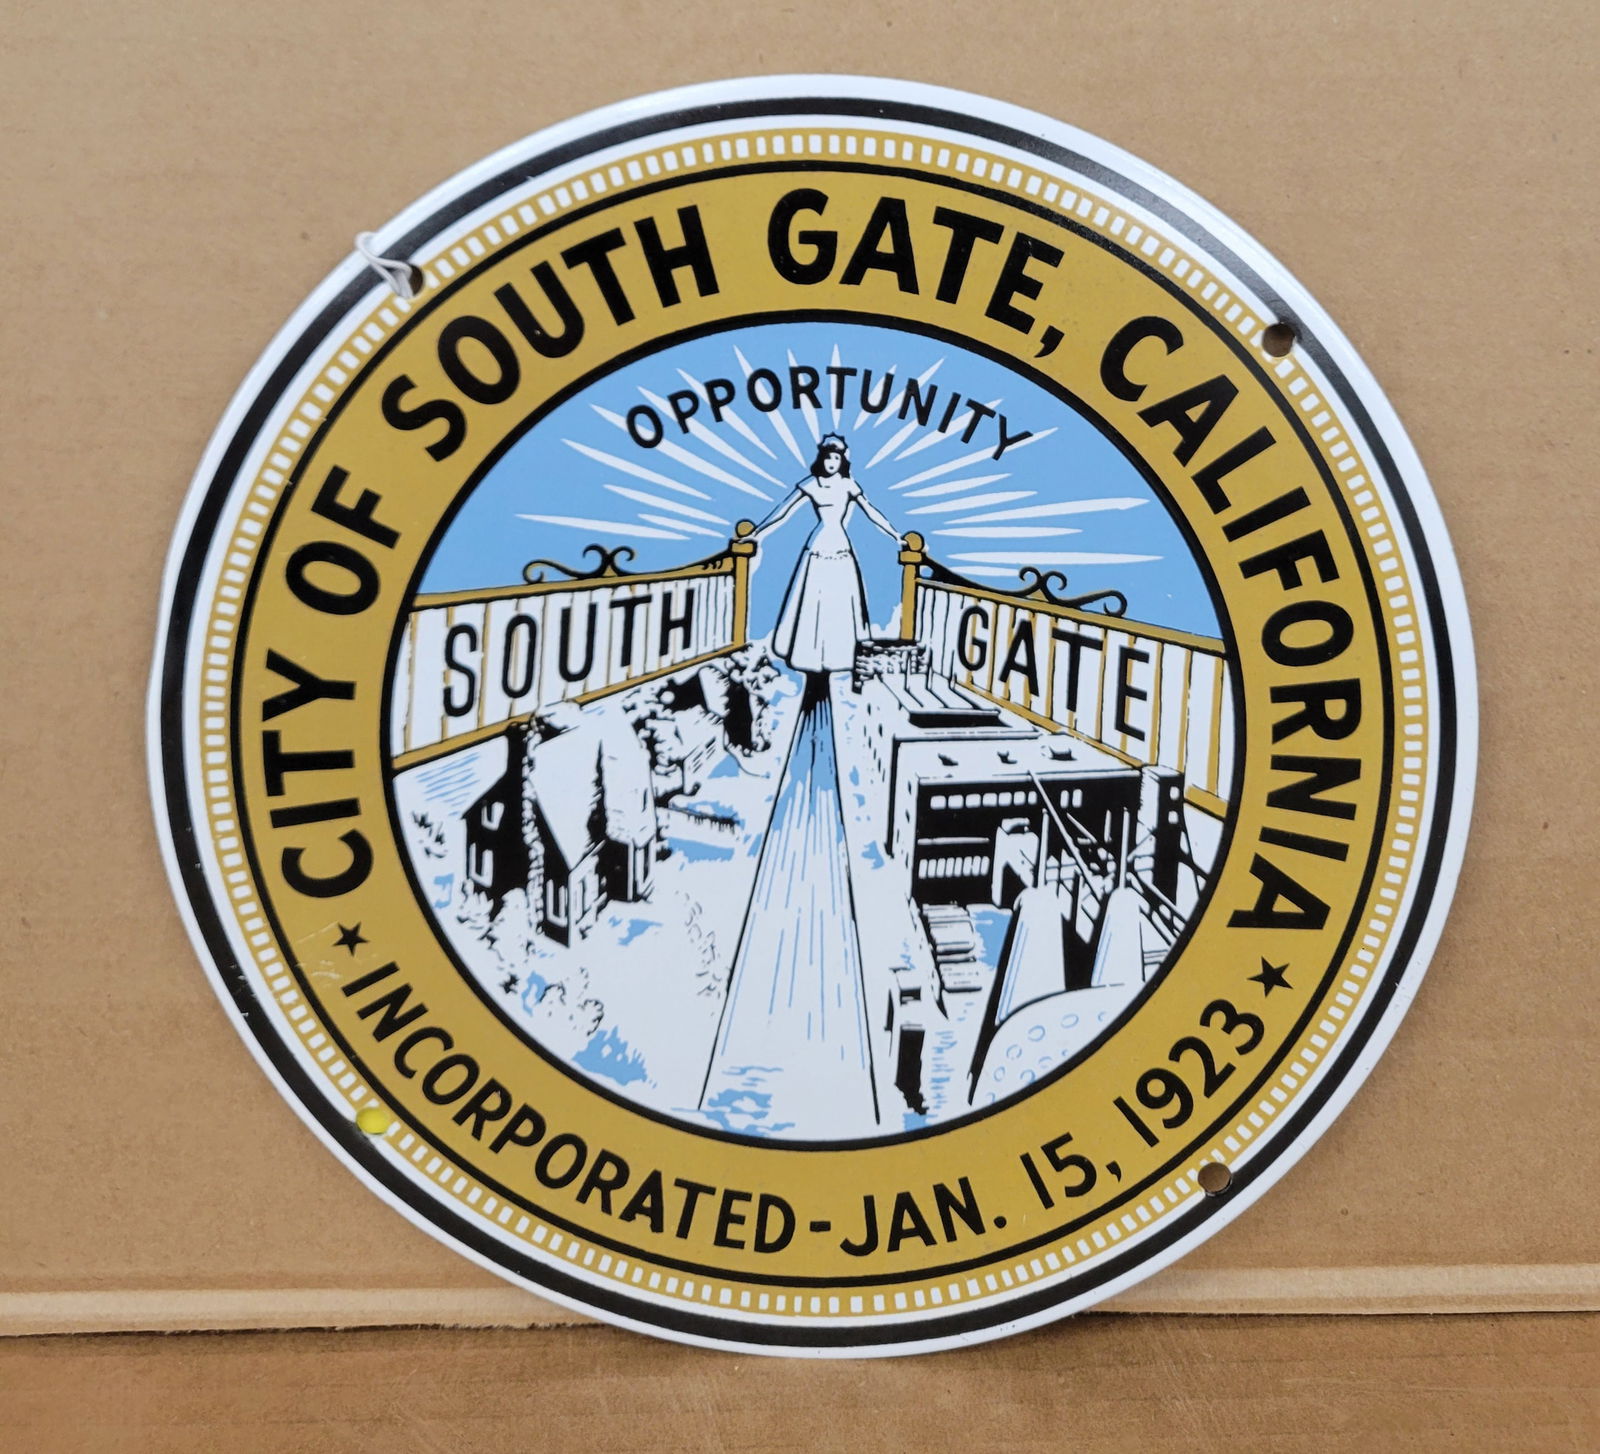 CITY OF SOUTH GATE, CALIFORNIA
OPPORTUNITY
SOUTH GATE
INCORPORATED-JAN. 15, 1923